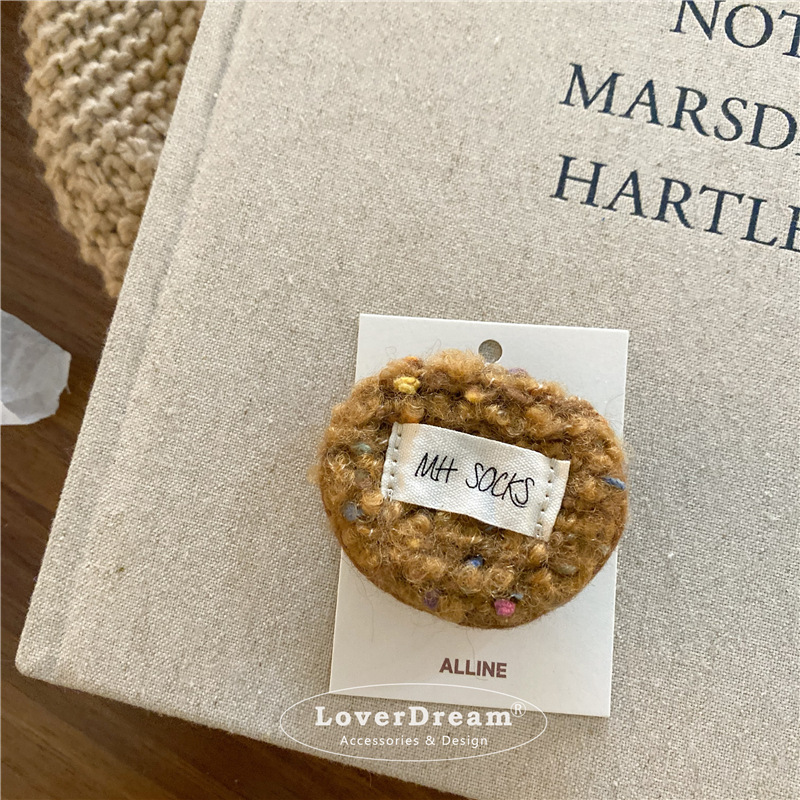 NOT
MARSD
HARTLE
MH SOCKS
ALLINE
LoverDream®
Accessories & Design